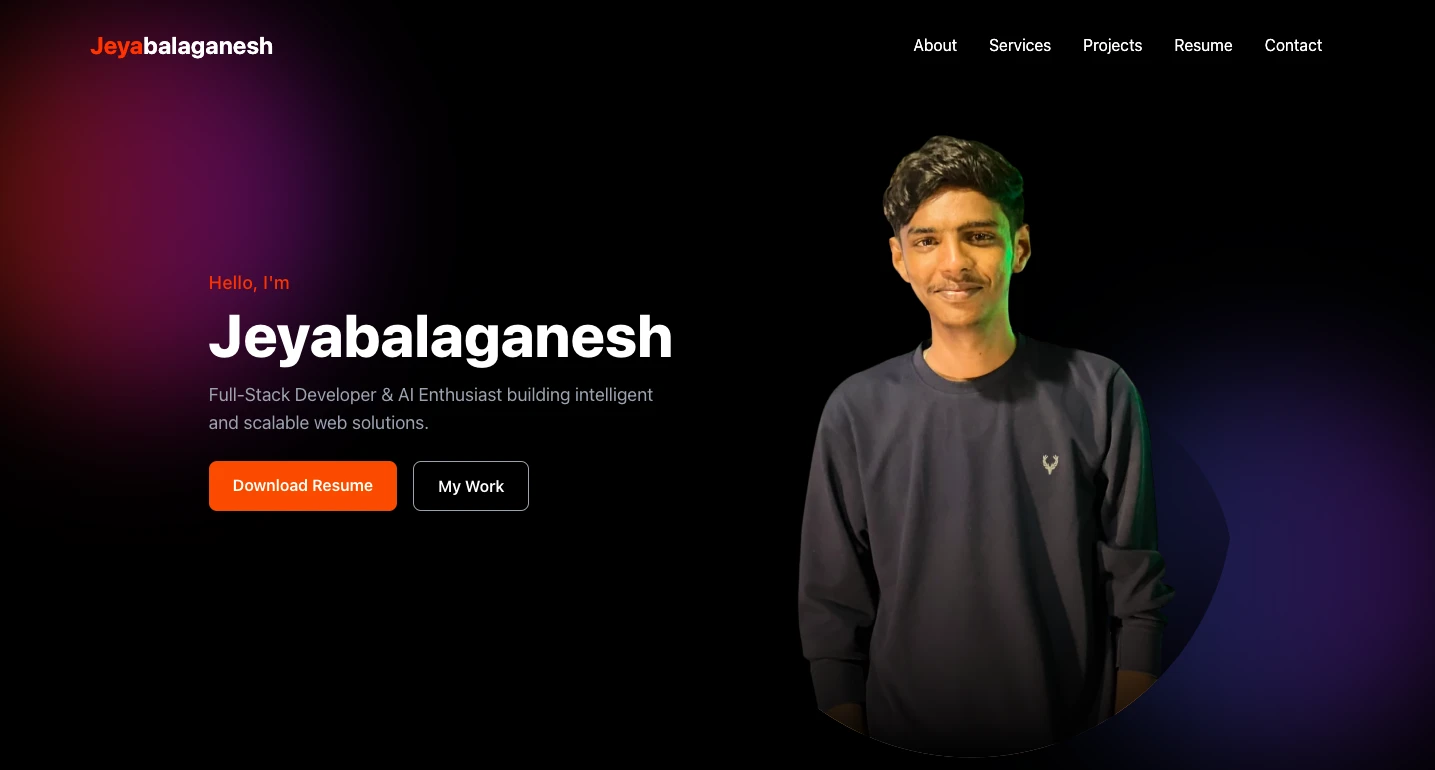 Jeyabalaganesh
About Services Projects Resume Contact
Hello, I'm
Jeyabalaganesh
Full-Stack Developer & AI Enthusiast building intelligent
and scalable web solutions.
Download Resume My Work